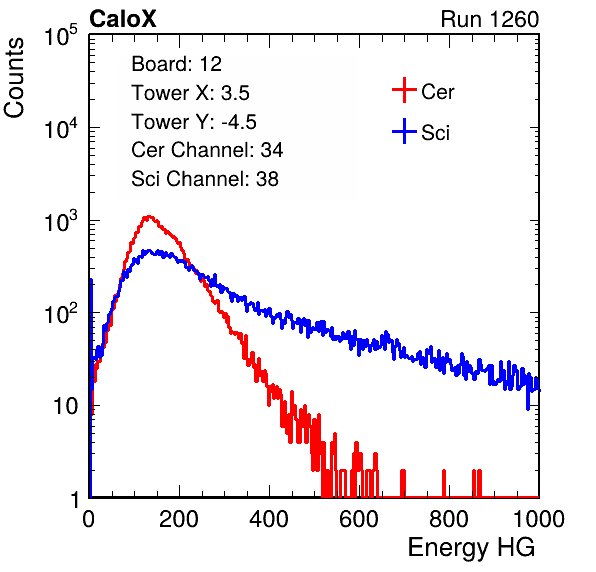 CaloX Run 1260
Counts
Board: 12
Tower X: 3.5
Tower Y: -4.5
Cer Channel: 34
Sci Channel: 38
Cer
Sci
10^5
10^4
10^3
10^2
10
1
0 200 400 600 800 1000
Energy HG